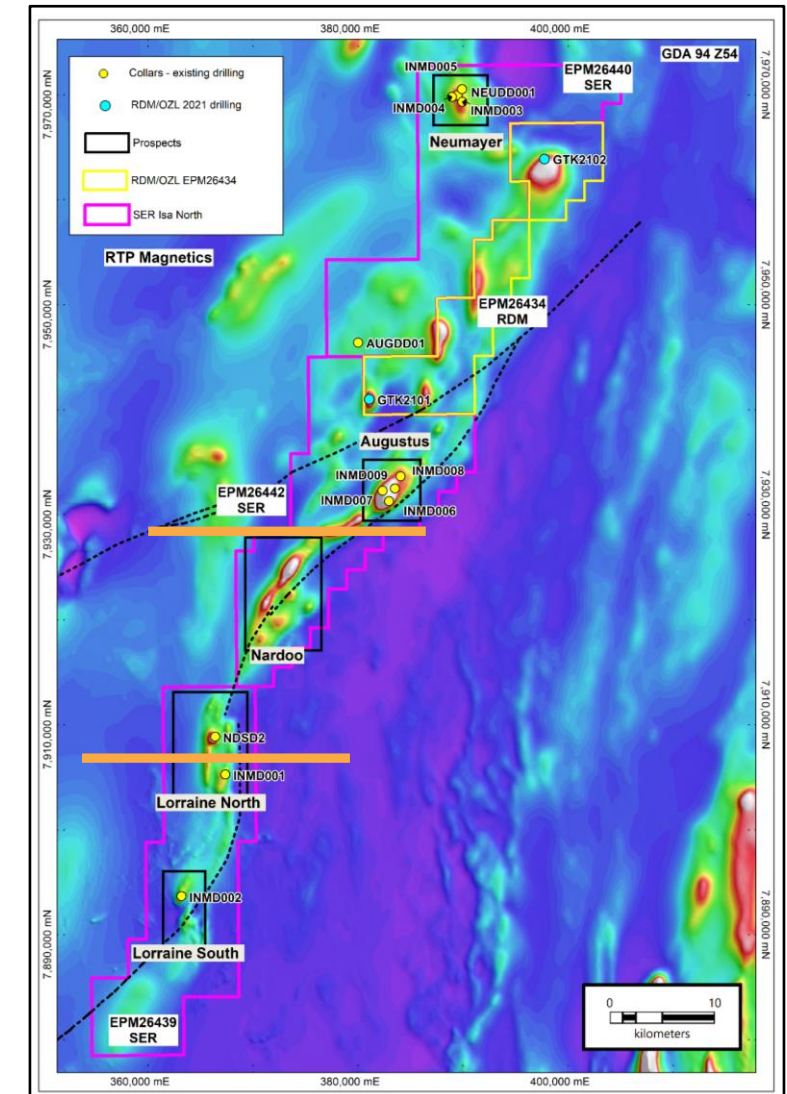 360,000 mE
380,000 mE
400,000 mE
GDA 94 Z54
Collars - existing drilling
RDM/OZL 2021 drilling
Prospects
RDM/OZL EPM26434
SER Isa North
7,970,000 mN
7,970,000 mN
INMD005
EPM26440
SER
NEUDD001
INMD004
INMD003
Neumayer
GTK2102
RTP Magnetics
7,950,000 mN
7,950,000 mN
EPM26434
RDM
AUGDD01
GTK2101
Augustus
INMD009
INMD008
INMD007
INMD006
EPM26442
SER
7,930,000 mN
7,930,000 mN
Nardoo
7,910,000 mN
7,910,000 mN
NDSD2
INMD001
Lorraine North
INMD002
7,890,000 mN
7,890,000 mN
Lorraine South
EPM26439
SER
0
10
kilometers
360,000 mE
380,000 mE
400,000 mE